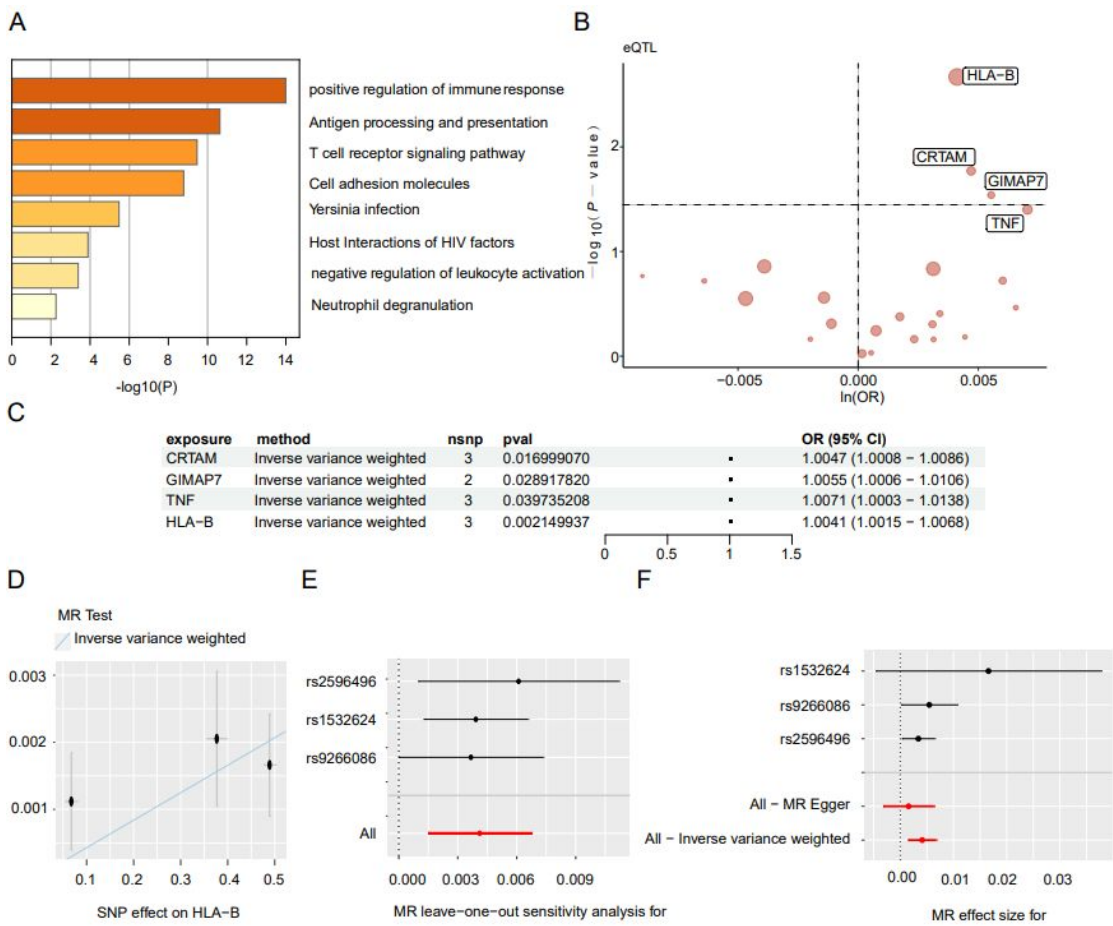 A
positive regulation of immune response
Antigen processing and presentation
T cell receptor signaling pathway
Cell adhesion molecules
Yersinia infection
Host Interactions of HIV factors
negative regulation of leukocyte activation
Neutrophil degranulation
0 2 4 6 8 10 12 14
-log10(P)
B
eQTL
HLA−B
CRTAM
GIMAP7
TNF
−log10(P − value)
2
1
0
−0.005 0.000 0.005
ln(OR)
C
exposure method nsnp pval OR (95% CI)
CRTAM Inverse variance weighted 3 0.016999070 1.0047 (1.0008 − 1.0086)
GIMAP7 Inverse variance weighted 2 0.028917820 1.0055 (1.0006 − 1.0106)
TNF Inverse variance weighted 3 0.039735208 1.0071 (1.0003 − 1.0138)
HLA−B Inverse variance weighted 3 0.002149937 1.0041 (1.0015 − 1.0068)
0 0.5 1 1.5
D
MR Test
Inverse variance weighted
0.003
0.002
0.001
0.1 0.2 0.3 0.4 0.5
SNP effect on HLA−B
E
rs2596496
rs1532624
rs9266086
All
0.000 0.003 0.006 0.009
MR leave−one−out sensitivity analysis for
F
rs1532624
rs9266086
rs2596496
All − MR Egger
All − Inverse variance weighted
0.00 0.01 0.02 0.03
MR effect size for